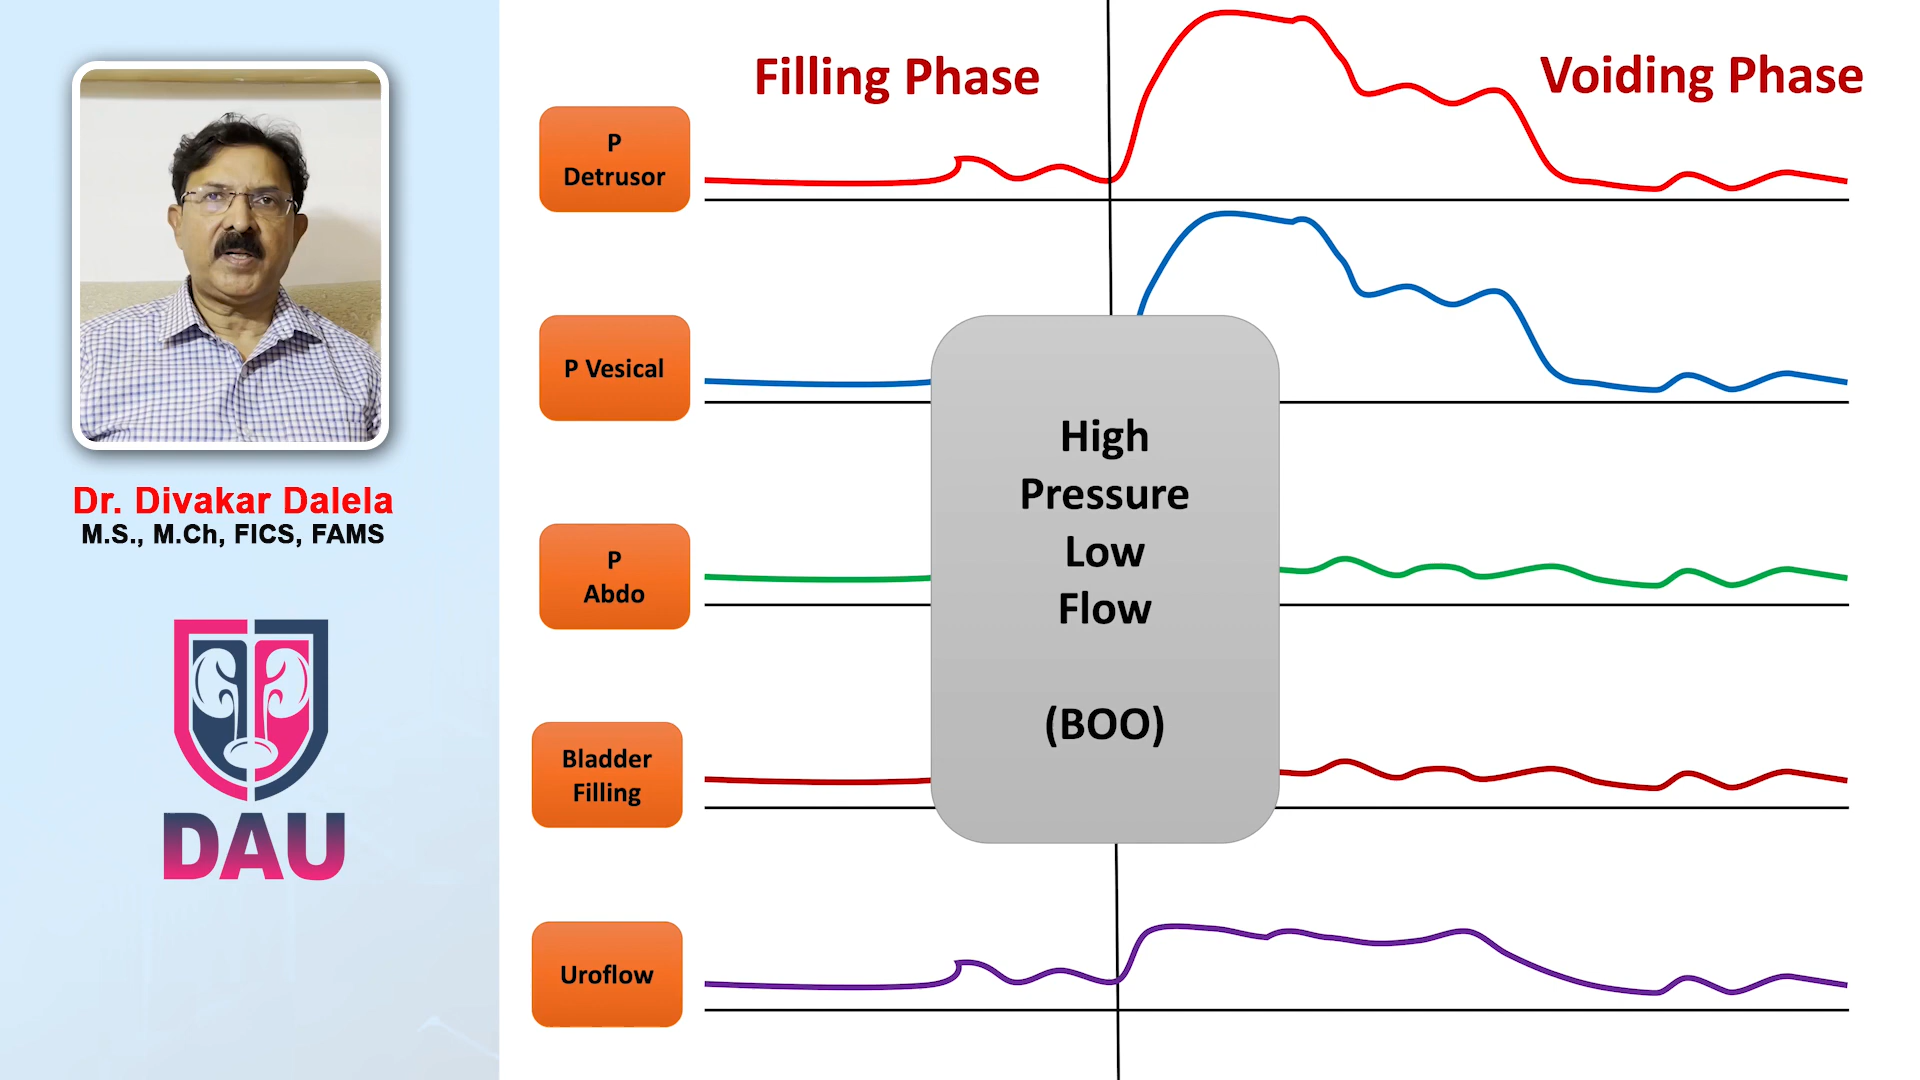 Filling Phase
Voiding Phase
P
Detrusor
P Vesical
P
Abdo
Bladder
Filling
Uroflow
High
Pressure
Low
Flow
(BOO)
Dr. Divakar Dalela
M.S., M.Ch, FICS, FAMS
DAU